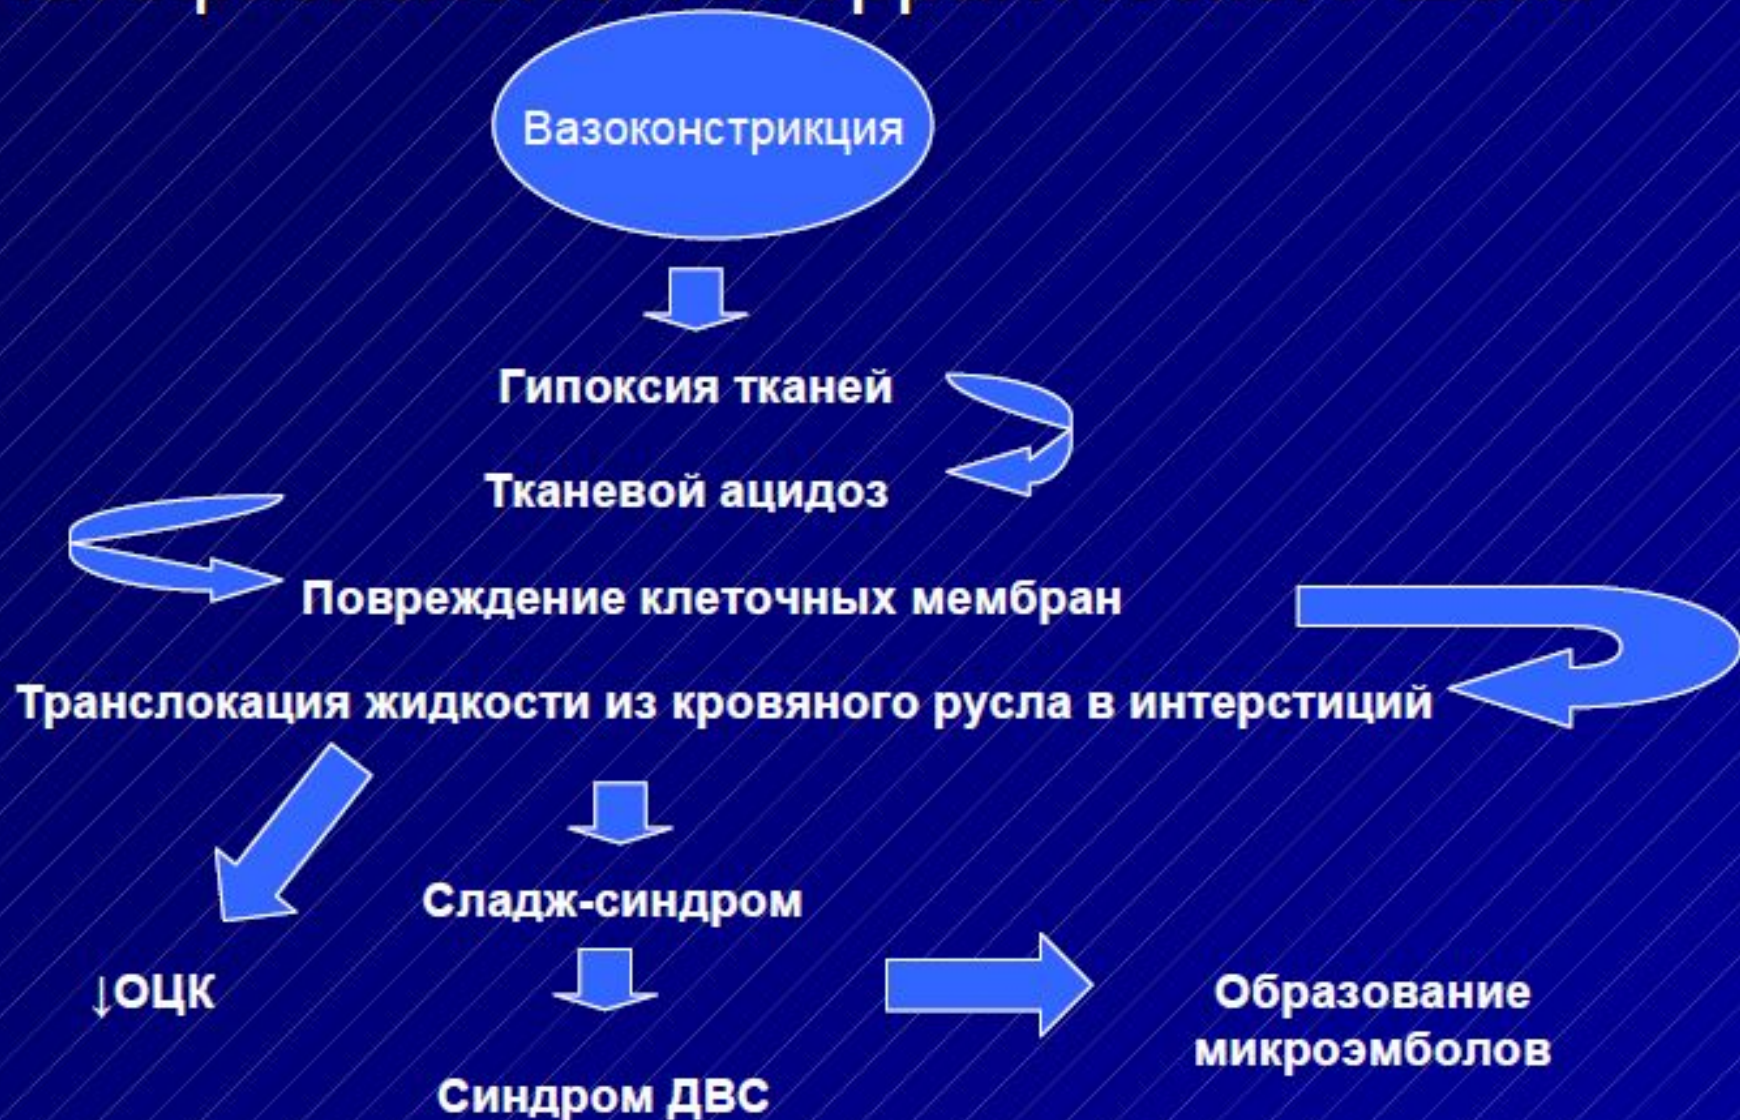 Вазоконстрикция
Гипоксия тканей
Тканевой ацидоз
Повреждение клеточных мембран
Транслокация жидкости из кровяного русла в интерстиций
Сладж-синдром
↓ОЦК
Образование
микроэмболов
Синдром ДВС